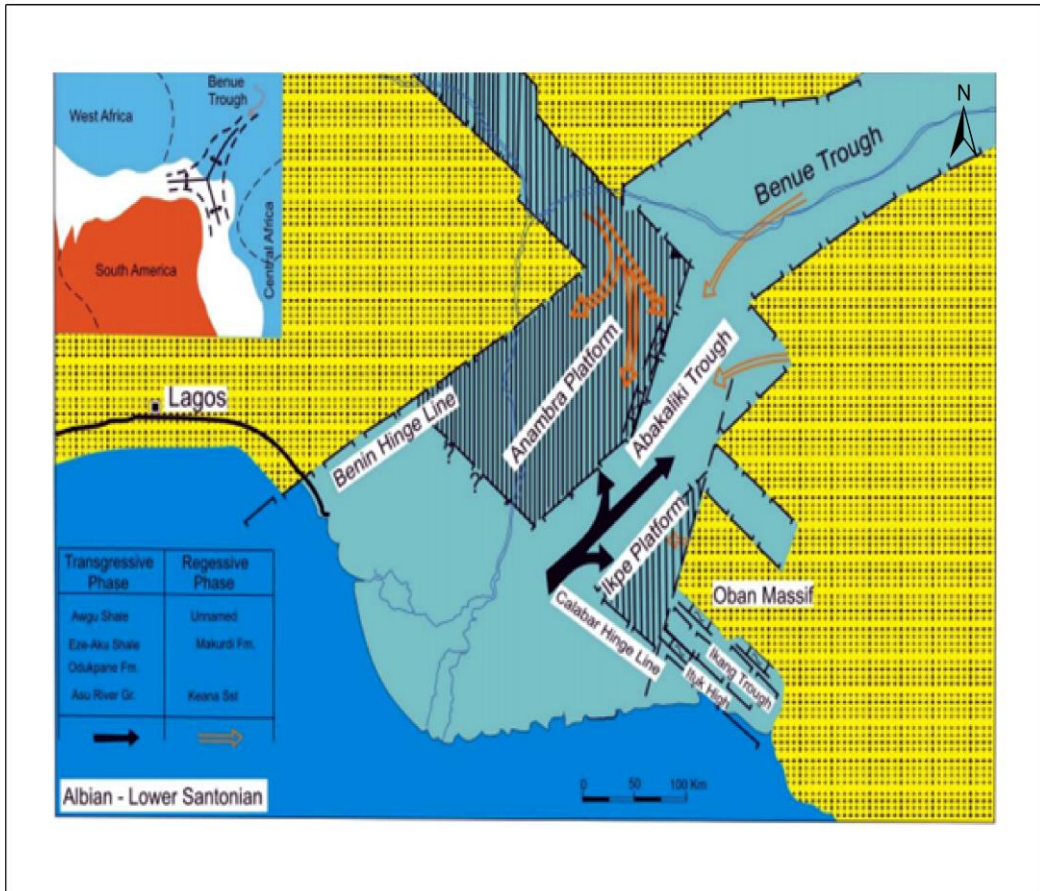 Benue
Trough
West Africa
South America
Central Africa
N
Benue Trough
Lagos
Benin Hinge Line
Anambra Platform
Abakaliki Trough
Ikpe Platform
Calabar Hinge Line
Oban Massif
Ikang Trough
Ituk High
Transgressive
Phase
Regessive
Phase
Awgu Shale
Unnamed
Eze-Aku Shale
Makurdi Fm.
Odukpane Fm.
Asu River Gr.
Keana Sst
? ?
0 50 100 Km
Albian - Lower Santonian